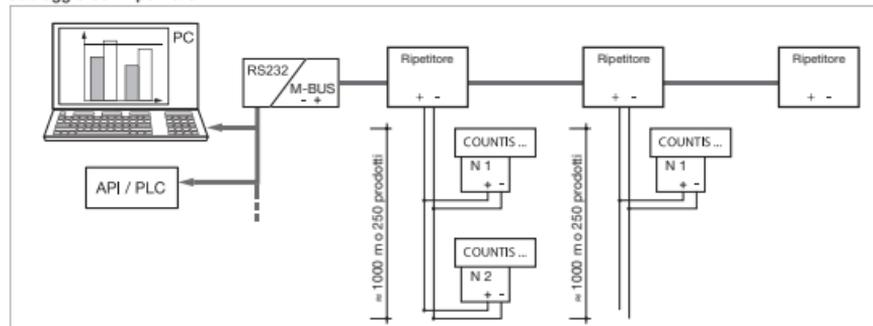 PC
RS232
M-BUS
- +
API / PLC
Ripetitore
+ -
Ripetitore
+ -
Ripetitore
+ -
≈ 1000 m o 250 prodotti
COUNTIS ...
N 1
+ -
COUNTIS ...
N 2
+ -
≈ 1000 m o 250 prodotti
COUNTIS ...
N 1
+ -